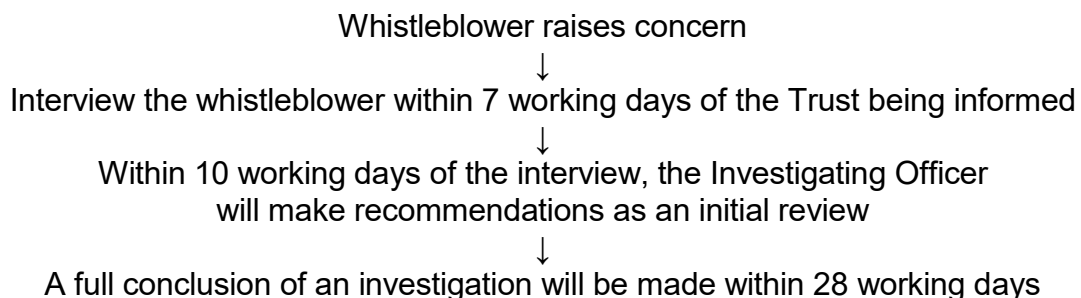 Whistleblower raises concern
↓
Interview the whistleblower within 7 working days of the Trust being informed
↓
Within 10 working days of the interview, the Investigating Officer
will make recommendations as an initial review
↓
A full conclusion of an investigation will be made within 28 working days